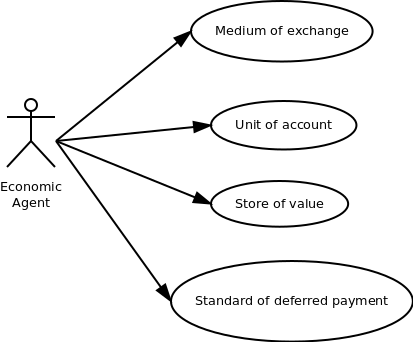 Medium of exchange
Unit of account
Economic
Agent
Store of value
Standard of deferred payment